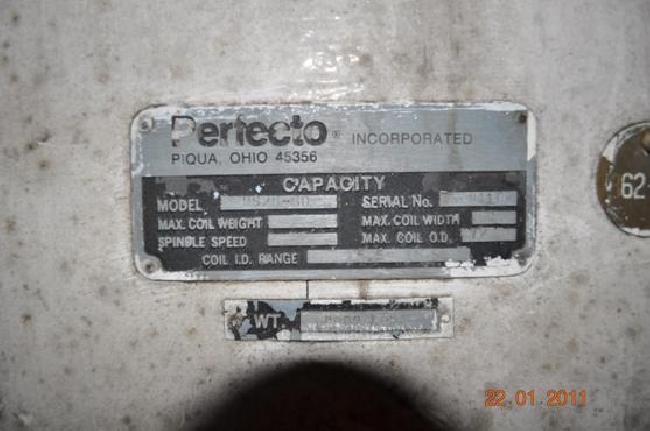 Perfecto® INCORPORATED
PIQUA, OHIO 45356
CAPACITY
MODEL SERIAL No.
MAX. COIL WEIGHT MAX. COIL WIDTH
SPINDLE SPEED MAX. COIL O.D.
COIL I.D. RANGE
WT.
62-
22.01.2011